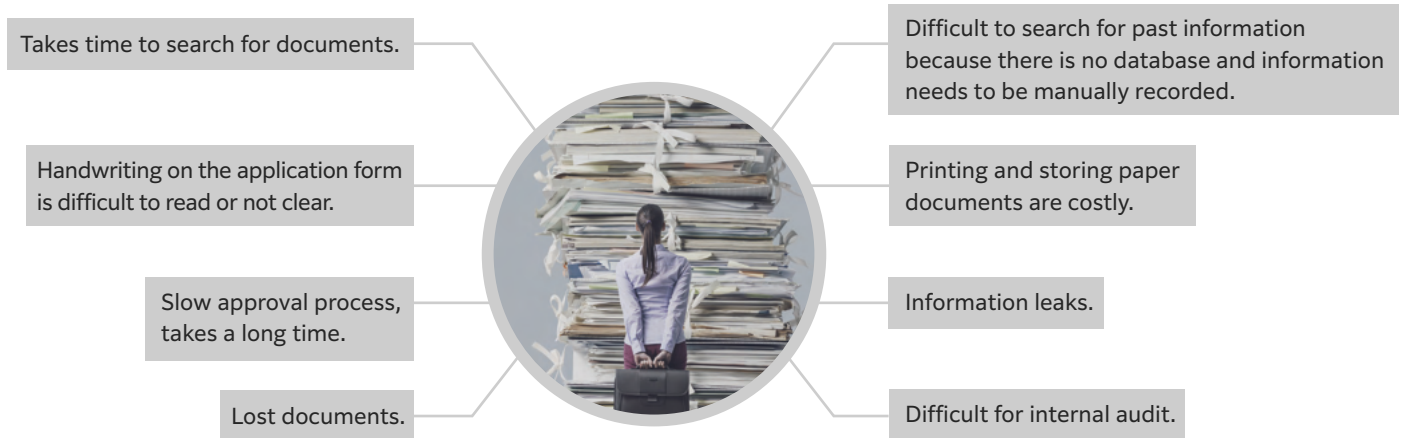 Takes time to search for documents.
Handwriting on the application form
is difficult to read or not clear.
Slow approval process,
takes a long time.
Lost documents.
Difficult to search for past information
because there is no database and information
needs to be manually recorded.
Printing and storing paper
documents are costly.
Information leaks.
Difficult for internal audit.